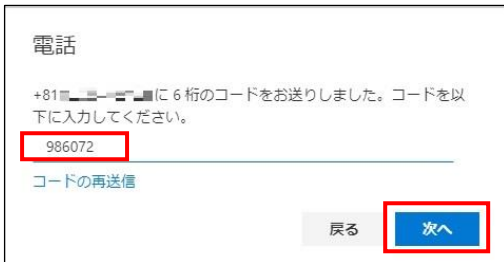 電話
+81に 6 桁のコードをお送りしました。コードを以
下に入力してください。
986072
コードの再送信
戻る
次へ